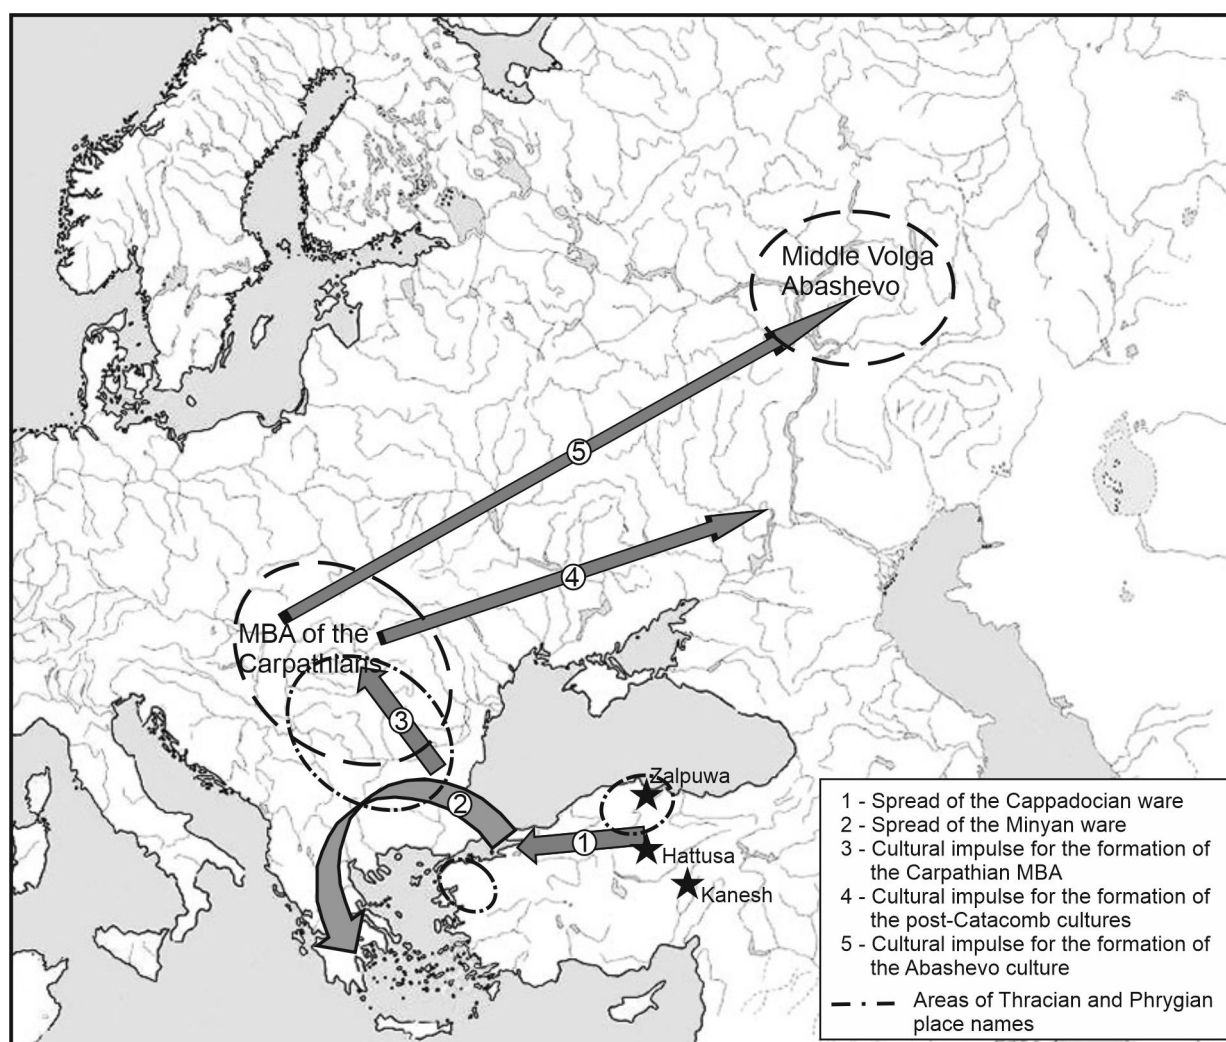 Middle Volga
Abashevo
5
4
MBA of the
Carpathians
3
Zalpuwa
2
1
Hattusa
Kanesh
1 - Spread of the Cappadocian ware
2 - Spread of the Minyan ware
3 - Cultural impulse for the formation of
the Carpathian MBA
4 - Cultural impulse for the formation of
the post-Catacomb cultures
5 - Cultural impulse for the formation of
the Abashevo culture
Areas of Thracian and Phrygian
place names